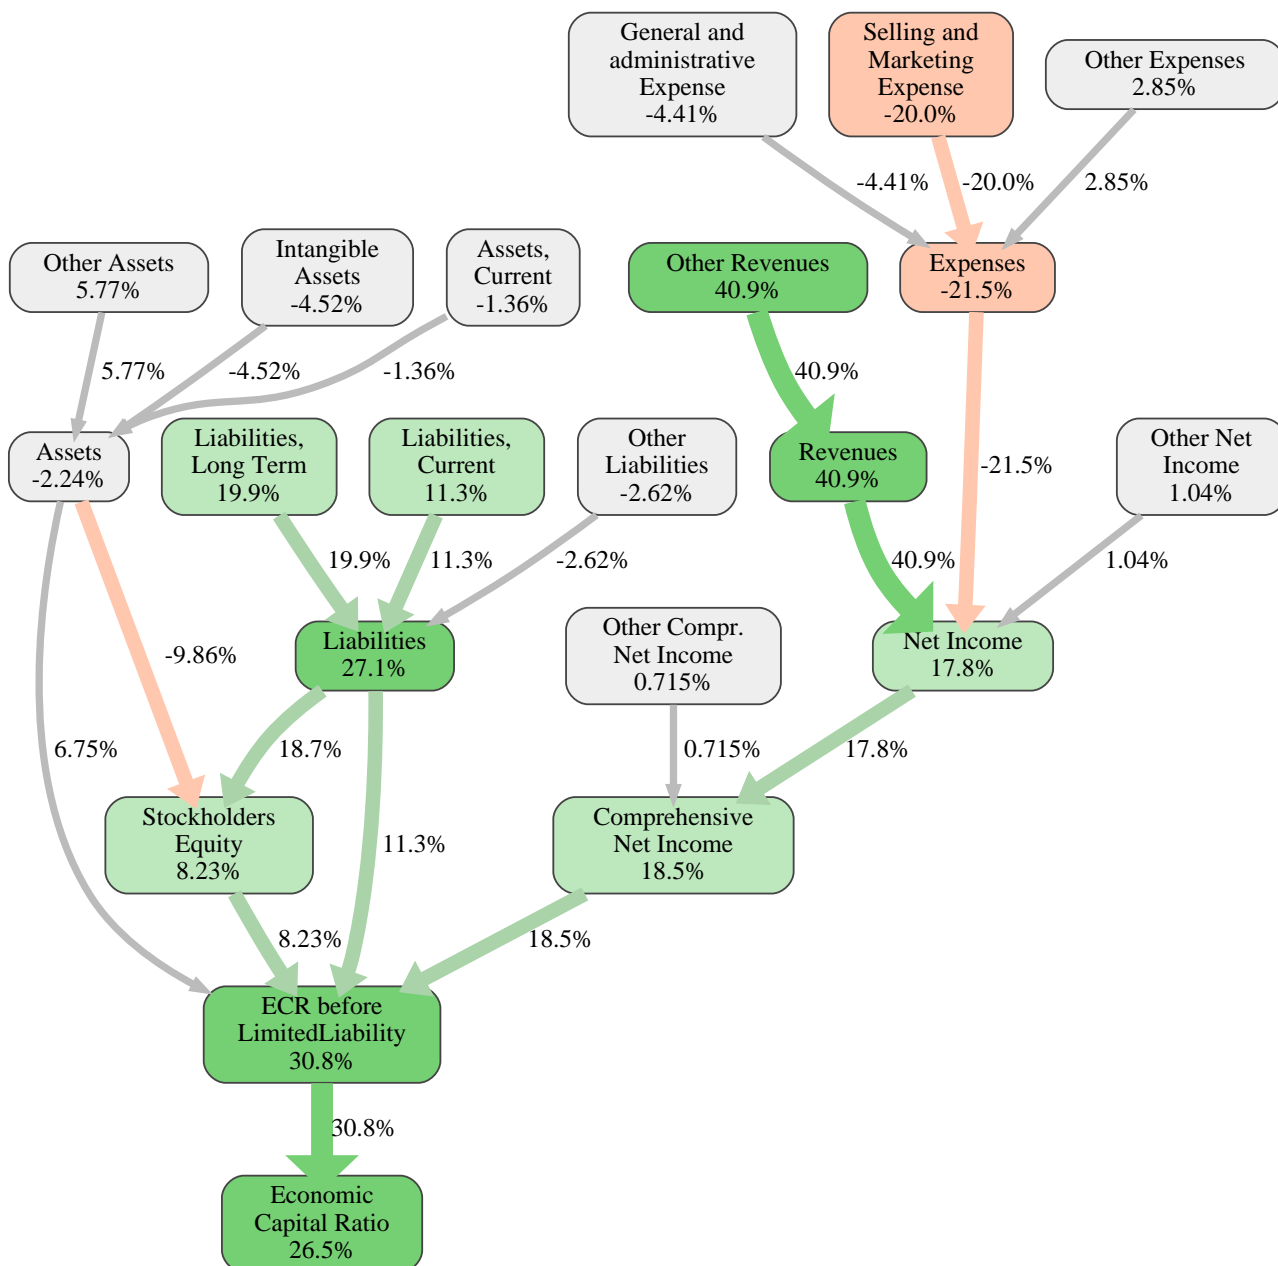 General and
administrative
Expense
-4.41%
Selling and
Marketing
Expense
-20.0%
Other Expenses
2.85%
-4.41%
-20.0%
2.85%
Other Assets
5.77%
Intangible
Assets
-4.52%
Assets,
Current
-1.36%
Other Revenues
40.9%
Expenses
-21.5%
5.77%
-4.52%
-1.36%
40.9%
Assets
-2.24%
Liabilities,
Long Term
19.9%
Liabilities,
Current
11.3%
Other
Liabilities
-2.62%
Revenues
40.9%
-21.5%
Other Net
Income
1.04%
19.9%
11.3%
-2.62%
40.9%
1.04%
-9.86%
Liabilities
27.1%
Other Compr.
Net Income
0.715%
Net Income
17.8%
6.75%
18.7%
0.715%
17.8%
Stockholders
Equity
8.23%
11.3%
Comprehensive
Net Income
18.5%
8.23%
18.5%
ECR before
LimitedLiability
30.8%
30.8%
Economic
Capital Ratio
26.5%